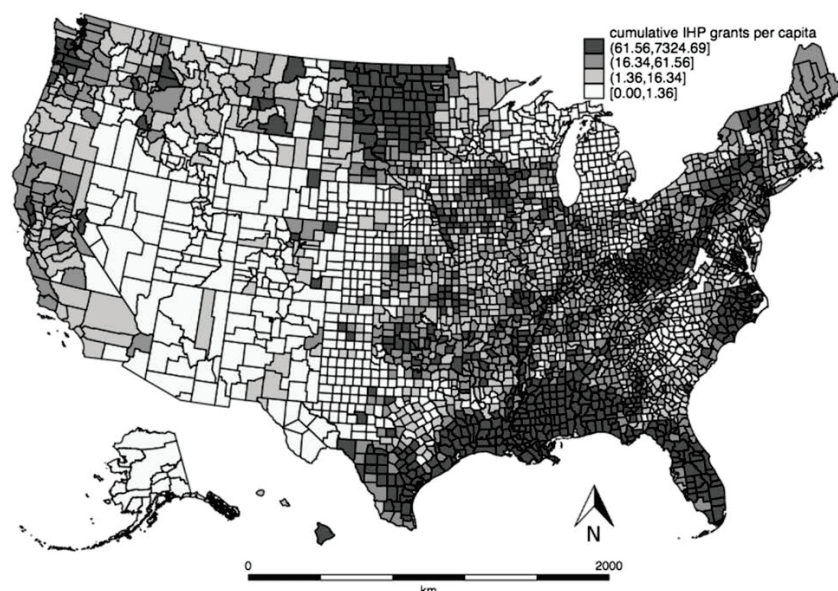 cumulative IHP grants per capita
(61.56,7324.69]
(16.34,61.56]
(1.36,16.34]
[0.00,1.36]
N
0 2000
km